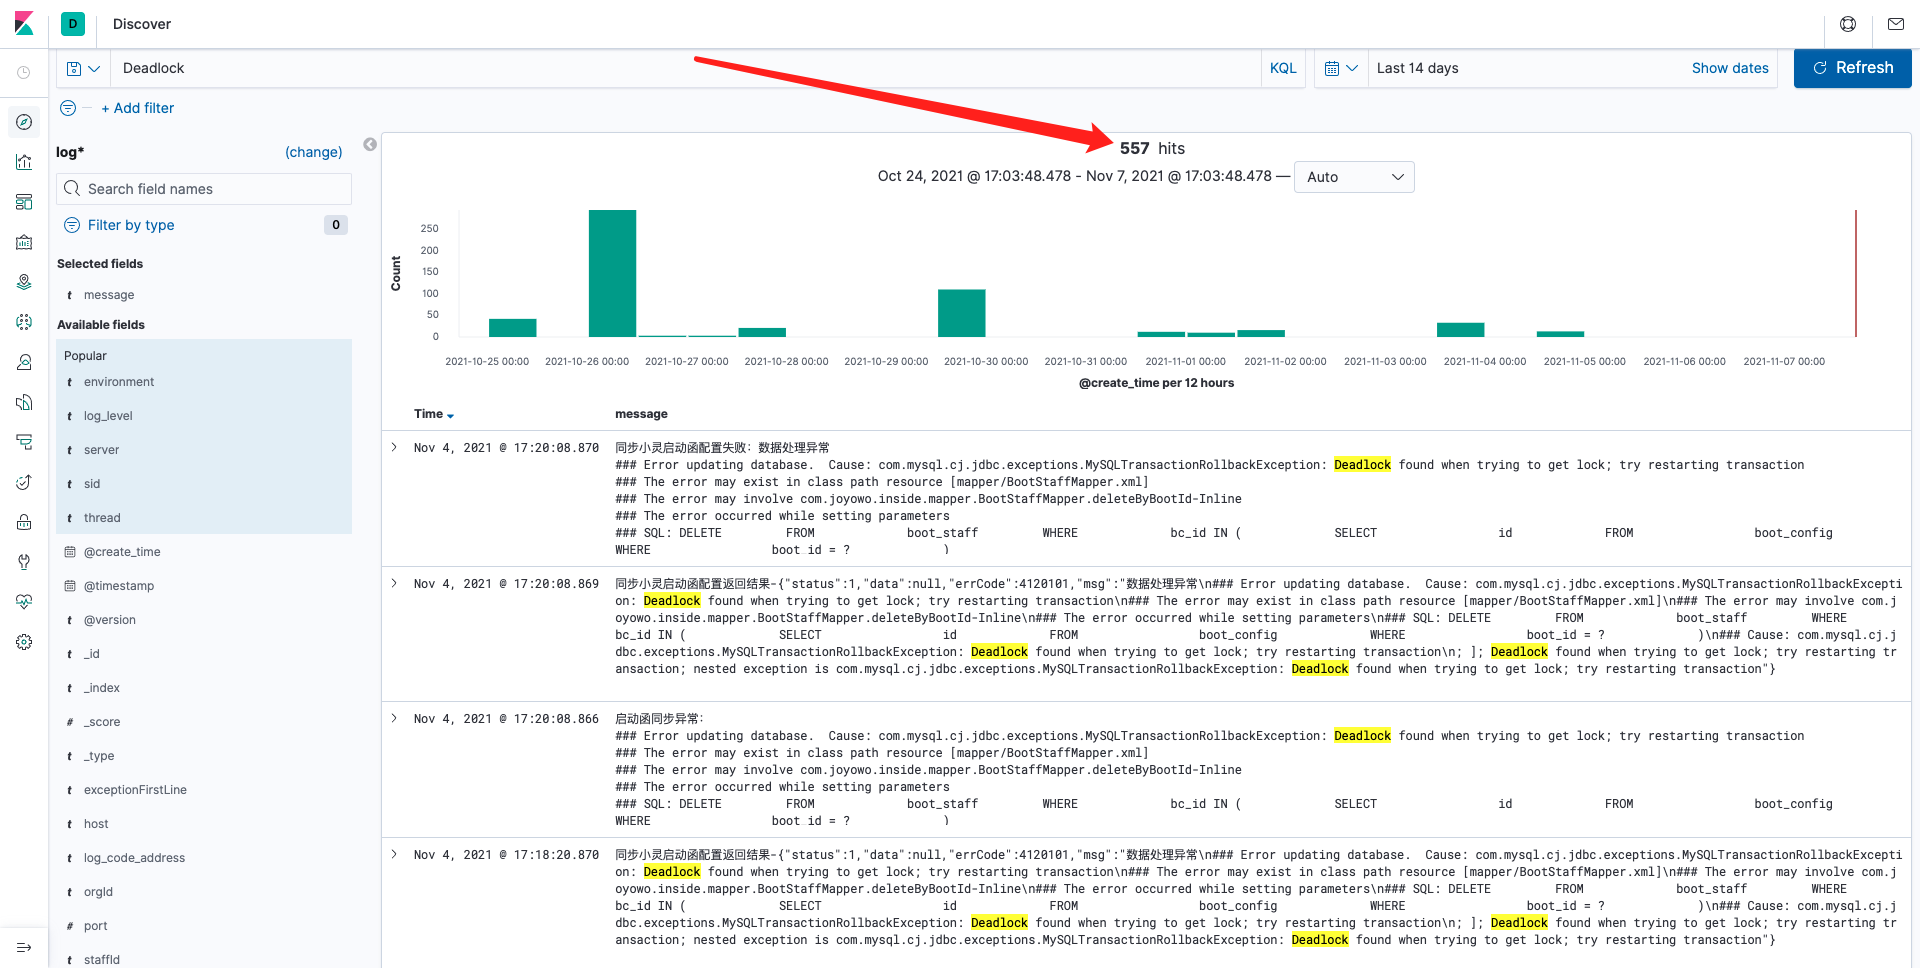 D Discover
Deadlock KQL Last 14 days Show dates Refresh
+ Add filter
log* (change)
Search field names
Filter by type 0
Selected fields
t message
Available fields
Popular
t environment
t log_level
t server
t sid
t thread
@create_time
@timestamp
t @version
t _id
t _index
# _score
t _type
t exceptionFirstLine
t host
t log_code_address
t orgId
# port
t staffId
557 hits
Oct 24, 2021 @ 17:03:48.478 - Nov 7, 2021 @ 17:03:48.478 — Auto
Count
250
200
150
100
50
0
2021-10-25 00:00 2021-10-26 00:00 2021-10-27 00:00 2021-10-28 00:00 2021-10-29 00:00 2021-10-30 00:00 2021-10-31 00:00 2021-11-01 00:00 2021-11-02 00:00 2021-11-03 00:00 2021-11-04 00:00 2021-11-05 00:00 2021-11-06 00:00 2021-11-07 00:00
@create_time per 12 hours
Time message
Nov 4, 2021 @ 17:20:08.870 同步小灵启动函配置失败: 数据处理异常
### Error updating database. Cause: com.mysql.cj.jdbc.exceptions.MySQLTransactionRollbackException: Deadlock found when trying to get lock; try restarting transaction
### The error may exist in class path resource [mapper/BootStaffMapper.xml]
### The error may involve com.joyowo.inside.mapper.BootStaffMapper.deleteByBootId-Inline
### The error occurred while setting parameters
### SQL: DELETE FROM boot_staff WHERE bc_id IN ( SELECT id FROM boot_config
WHERE boot_id = ? )
Nov 4, 2021 @ 17:20:08.869 同步小灵启动函配置返回结果-{"status":1,"data":null,"errCode":4120101,"msg":"数据处理异常\n### Error updating database. Cause: com.mysql.cj.jdbc.exceptions.MySQLTransactionRollbackExcepti
on: Deadlock found when trying to get lock; try restarting transaction\n### The error may exist in class path resource [mapper/BootStaffMapper.xml]\n### The error may involve com.j
oyowo.inside.mapper.BootStaffMapper.deleteByBootId-Inline\n### The error occurred while setting parameters\n### SQL: DELETE FROM boot_staff WHERE
bc_id IN ( SELECT id FROM boot_config WHERE boot_id = ? )\n### Cause: com.mysql.cj.j
dbc.exceptions.MySQLTransactionRollbackException: Deadlock found when trying to get lock; try restarting transaction\n; ]; Deadlock found when trying to get lock; try restarting tr
ansaction; nested exception is com.mysql.cj.jdbc.exceptions.MySQLTransactionRollbackException: Deadlock found when trying to get lock; try restarting transaction"}
Nov 4, 2021 @ 17:20:08.866 启动函同步异常:
### Error updating database. Cause: com.mysql.cj.jdbc.exceptions.MySQLTransactionRollbackException: Deadlock found when trying to get lock; try restarting transaction
### The error may exist in class path resource [mapper/BootStaffMapper.xml]
### The error may involve com.joyowo.inside.mapper.BootStaffMapper.deleteByBootId-Inline
### The error occurred while setting parameters
### SQL: DELETE FROM boot_staff WHERE bc_id IN ( SELECT id FROM boot_config
WHERE boot_id = ? )
Nov 4, 2021 @ 17:18:20.870 同步小灵启动函配置返回结果-{"status":1,"data":null,"errCode":4120101,"msg":"数据处理异常\n### Error updating database. Cause: com.mysql.cj.jdbc.exceptions.MySQLTransactionRollbackExcepti
on: Deadlock found when trying to get lock; try restarting transaction\n### The error may exist in class path resource [mapper/BootStaffMapper.xml]\n### The error may involve com.j
oyowo.inside.mapper.BootStaffMapper.deleteByBootId-Inline\n### The error occurred while setting parameters\n### SQL: DELETE FROM boot_staff WHERE
bc_id IN ( SELECT id FROM boot_config WHERE boot_id = ? )\n### Cause: com.mysql.cj.j
dbc.exceptions.MySQLTransactionRollbackException: Deadlock found when trying to get lock; try restarting transaction\n; ]; Deadlock found when trying to get lock; try restarting tr
ansaction; nested exception is com.mysql.cj.jdbc.exceptions.MySQLTransactionRollbackException: Deadlock found when trying to get lock; try restarting transaction"}